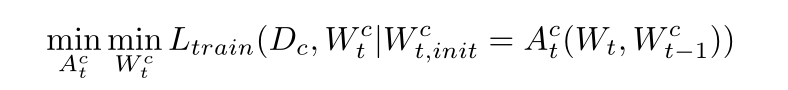 \min_{A_t^c} \min_{W_t^c} L_{train}(D_c, W_t^c | W_{t,init}^c = A_t^c(W_t, W_{t-1}^c))